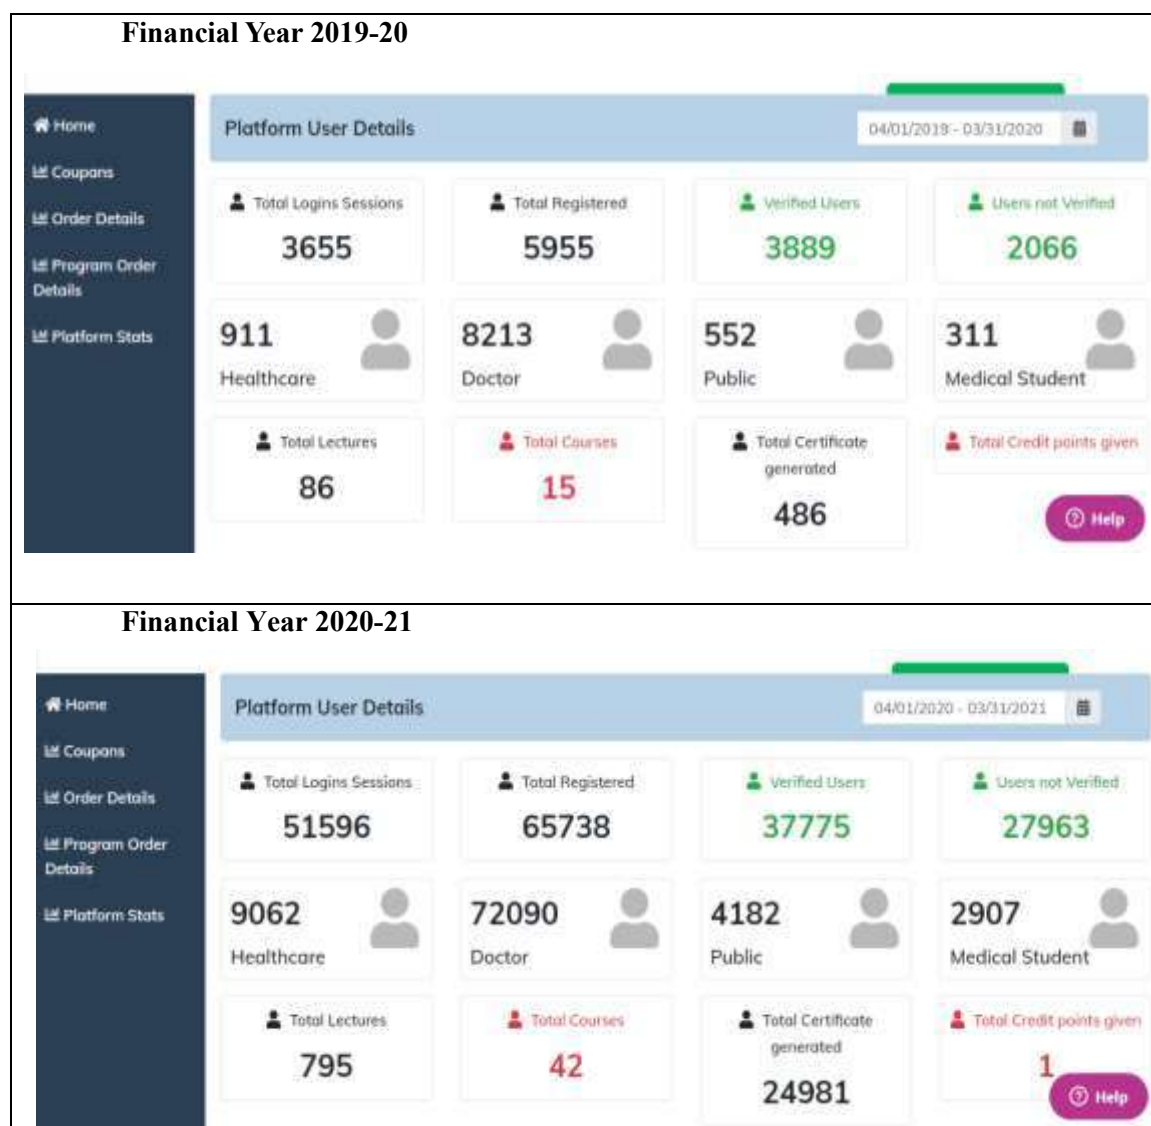 Financial Year 2019-20
Home
Coupans
Order Details
Program Order
Details
Platform Stats
Platform User Details
04/01/2019 - 03/31/2020
Total Logins Sessions
3655
Total Registered
5955
Verified Users
3889
Users not Verified
2066
911
Healthcare
8213
Doctor
552
Public
311
Medical Student
Total Lectures
86
Total Courses
15
Total Certificate
generated
486
Total Credit points given
Help
Financial Year 2020-21
Home
Coupans
Order Details
Program Order
Details
Platform Stats
Platform User Details
04/01/2020 - 03/31/2021
Total Logins Sessions
51596
Total Registered
65738
Verified Users
37775
Users not Verified
27963
9062
Healthcare
72090
Doctor
4182
Public
2907
Medical Student
Total Lectures
795
Total Courses
42
Total Certificate
generated
24981
Total Credit points given
1
Help